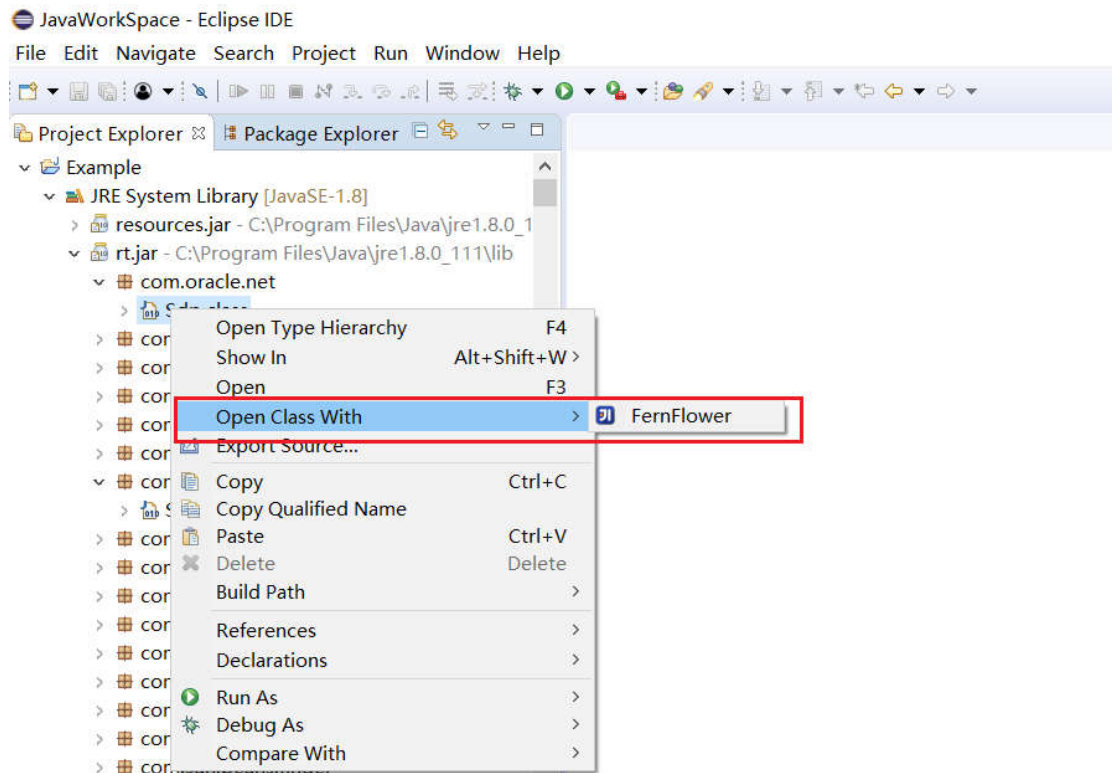 JavaWorkSpace - Eclipse IDE
File Edit Navigate Search Project Run Window Help
Project Explorer Package Explorer
Example
JRE System Library [JavaSE-1.8]
resources.jar - C:\Program Files\Java\jre1.8.0_1
rt.jar - C:\Program Files\Java\jre1.8.0_111\lib
com.oracle.net
Open Type Hierarchy F4
Show In Alt+Shift+W
Open F3
Open Class With FernFlower
Export Source...
Copy Ctrl+C
Copy Qualified Name
Paste Ctrl+V
Delete Delete
Build Path
References
Declarations
Run As
Debug As
Compare With